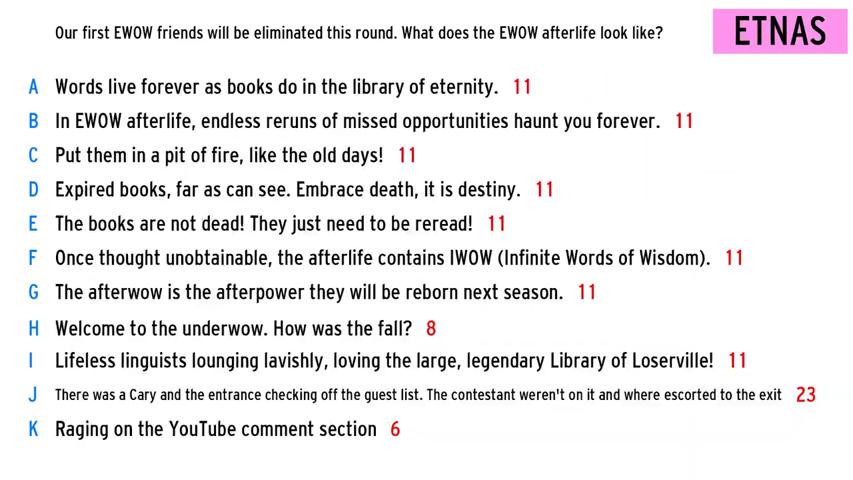 Our first EWOW friends will be eliminated this round. What does the EWOW afterlife look like?
ETNAS
A Words live forever as books do in the library of eternity. 11
B In EWOW afterlife, endless reruns of missed opportunities haunt you forever. 11
C Put them in a pit of fire, like the old days! 11
D Expired books, far as can see. Embrace death, it is destiny. 11
E The books are not dead! They just need to be reread! 11
F Once thought unobtainable, the afterlife contains IWOW (Infinite Words of Wisdom). 11
G The afterwow is the afterpower they will be reborn next season. 11
H Welcome to the underwow. How was the fall? 8
I Lifeless linguists lounging lavishly, loving the large, legendary Library of Loserville! 11
J There was a Cary and the entrance checking off the guest list. The contestant weren't on it and where escorted to the exit 23
K Raging on the YouTube comment section 6